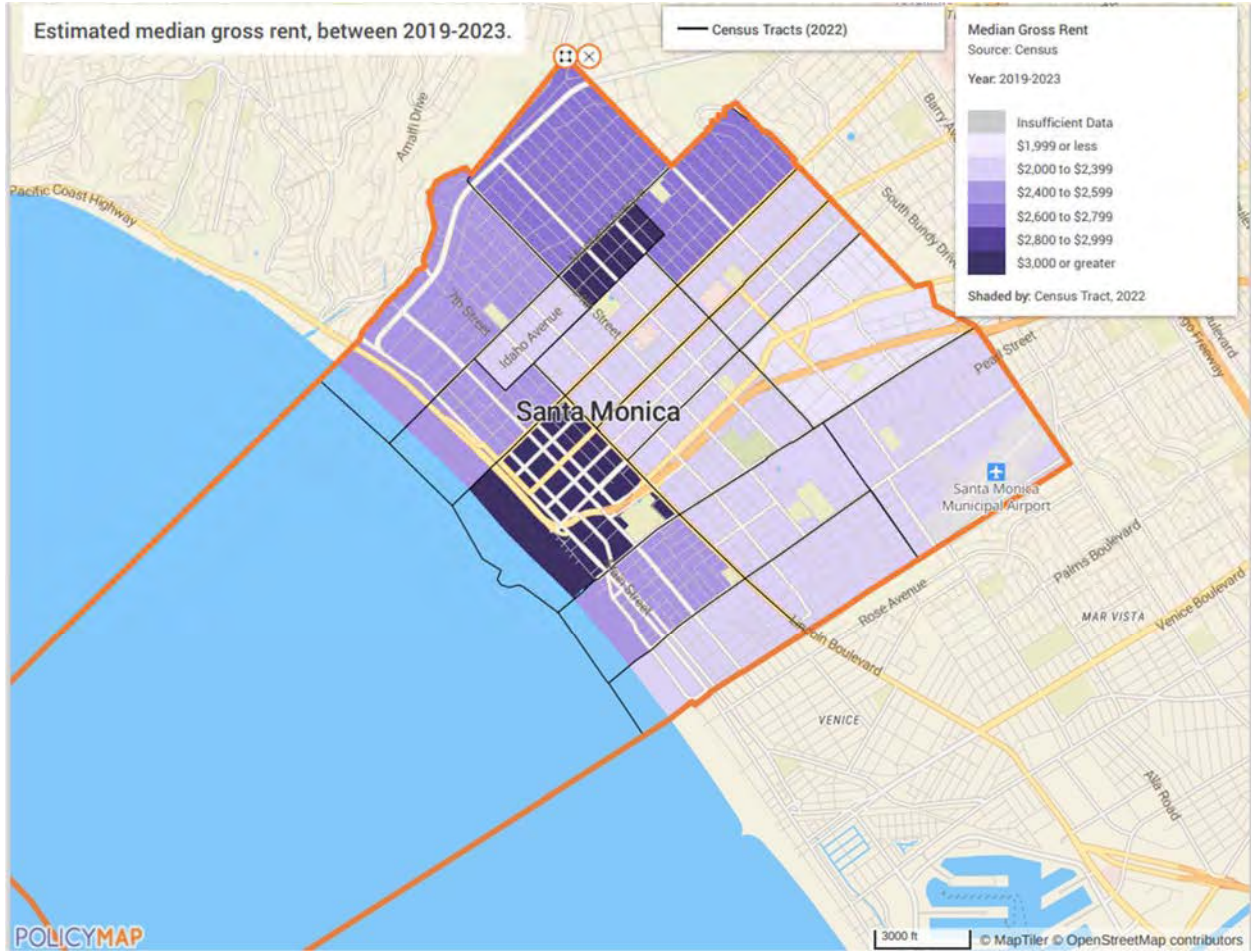 Estimated median gross rent, between 2019-2023.
Census Tracts (2022)
Median Gross Rent
Source: Census
Year: 2019-2023
Insufficient Data
$1,999 or less
$2,000 to $2,399
$2,400 to $2,599
$2,600 to $2,799
$2,800 to $2,999
$3,000 or greater
Shaded by: Census Tract, 2022
Amalfi Drive
Pacific Coast Highway
South Bundy Drive
7th Street
Idaho Avenue
Street
Santa Monica
Pearl Street
Santa Monica
Municipal Airport
Main Street
Lincoln Boulevard
Rose Avenue
Palms Boulevard
MAR VISTA
Venice Boulevard
VENICE
Alla Road
POLICYMAP
3000 ft
© MapTiler © OpenStreetMap contributors